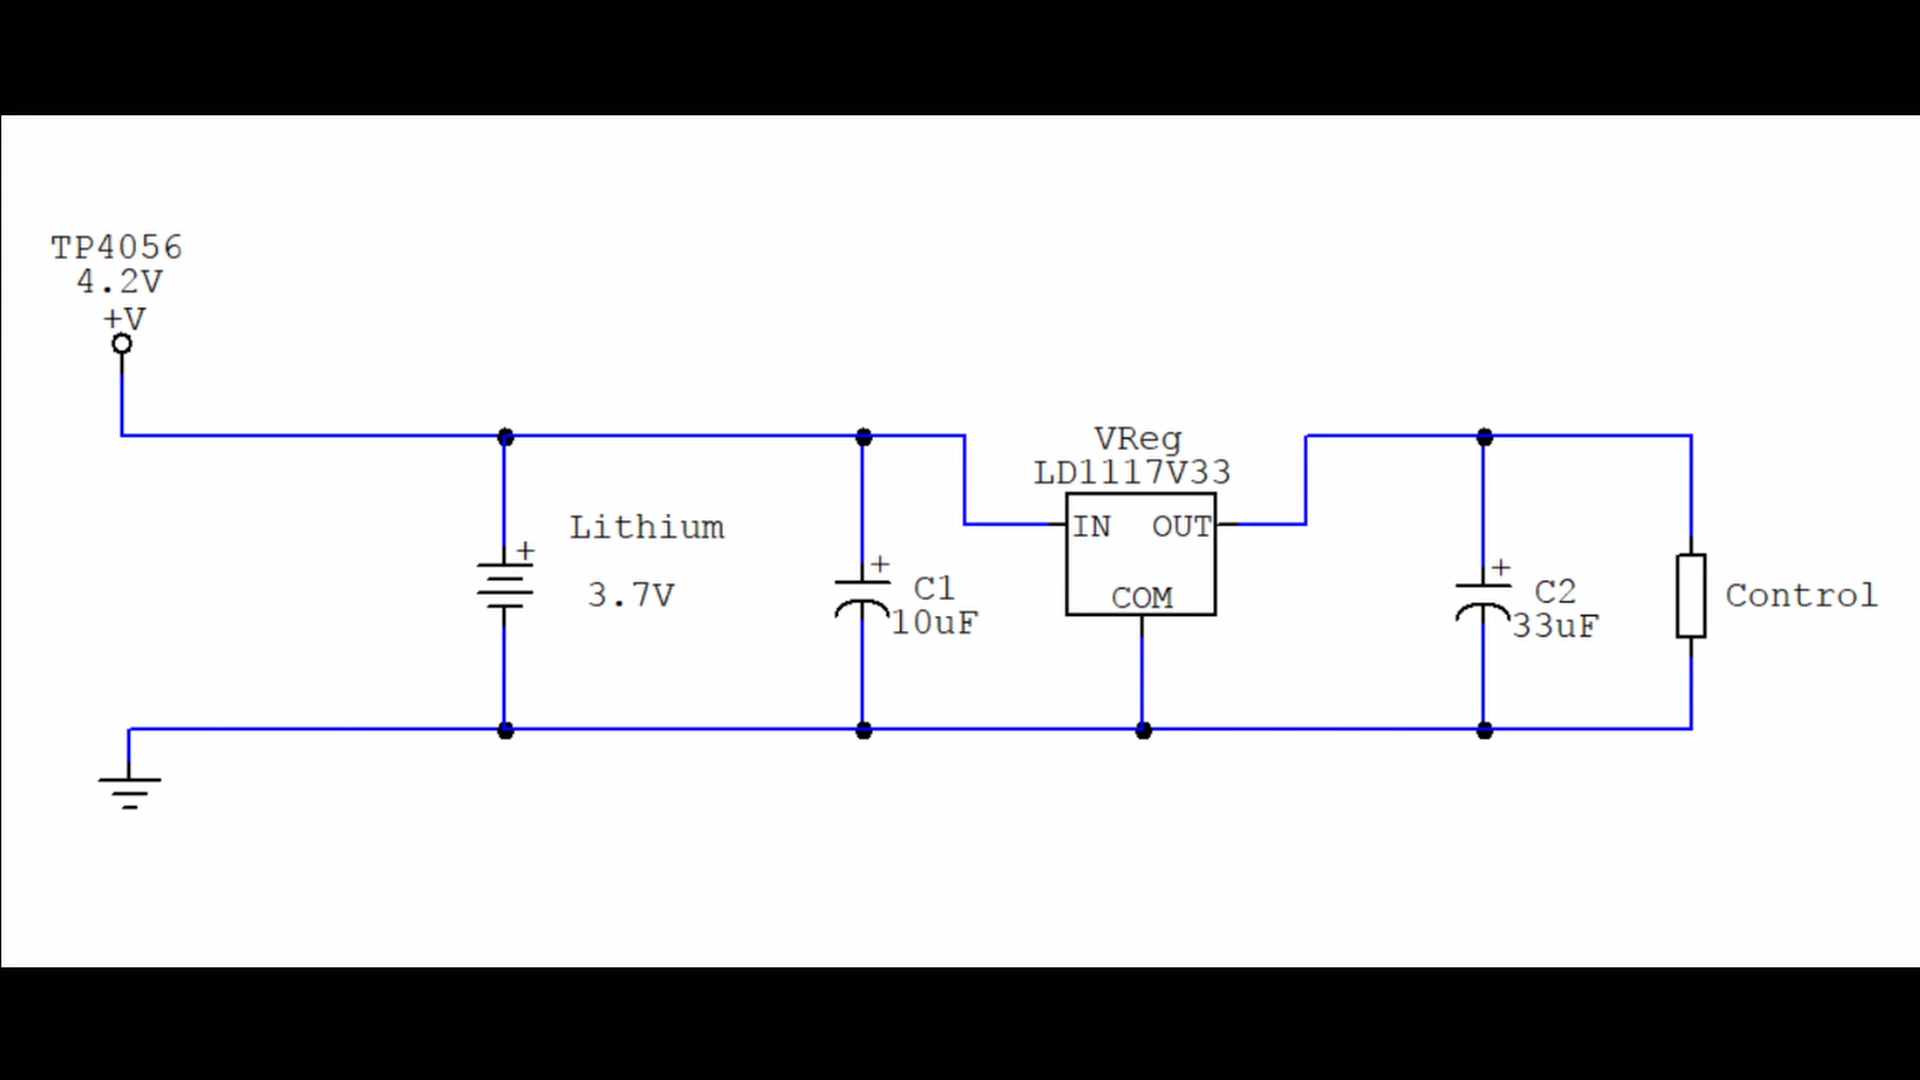 TP4056
4.2V
+V
Lithium
+
3.7V
+
C1
10uF
VReg
LD1117V33
IN OUT
COM
+
C2
33uF
Control